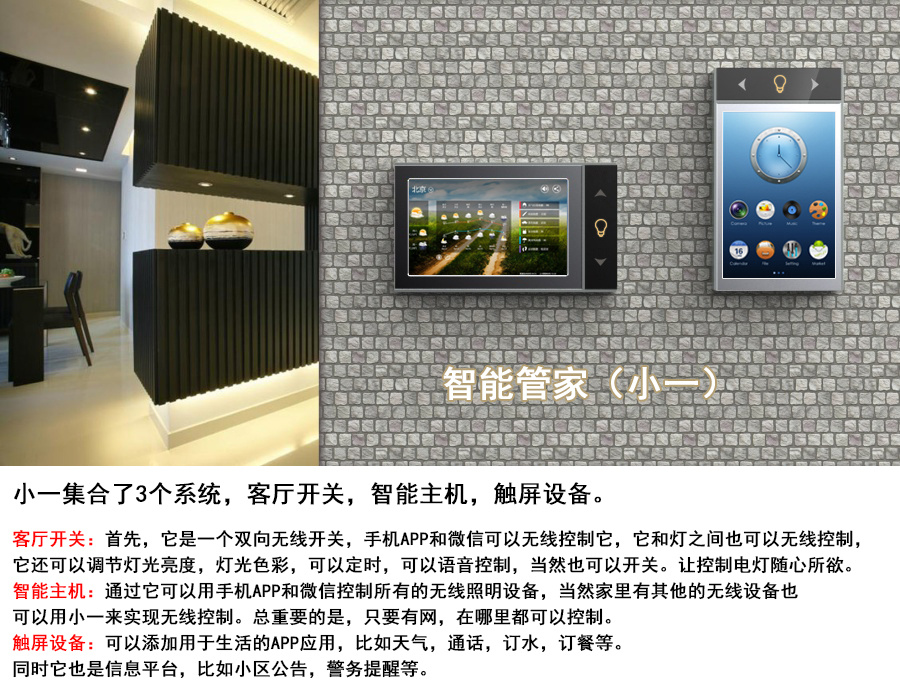 北京
Camera
Picture
Music
Theme
16
Calendar
File
Setting
Market
智能管家（小一）
小一集合了3个系统，客厅开关，智能主机，触屏设备。
客厅开关：首先，它是一个双向无线开关，手机APP和微信可以无线控制它，它和灯之间也可以无线控制，
它还可以调节灯光亮度，灯光色彩，可以定时，可以语音控制，当然也可以开关。让控制电灯随心所欲。
智能主机：通过它可以用手机APP和微信控制所有的无线照明设备，当然家里有其他的无线设备也
可以用小一来实现无线控制。总重要的是，只要有网，在哪里都可以控制。
触屏设备：可以添加用于生活的APP应用，比如天气，通话，订水，订餐等。
同时它也是信息平台，比如小区公告，警务提醒等。